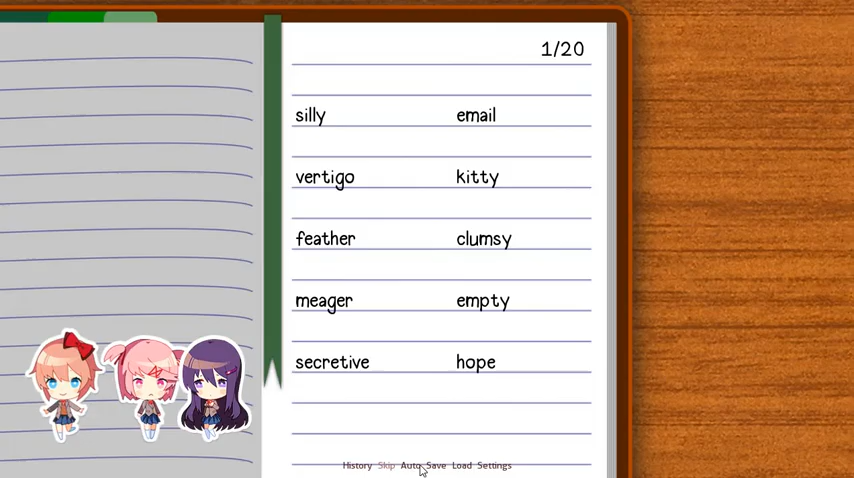 1/20
silly email
vertigo kitty
feather clumsy
meager empty
secretive hope
History Skip Auto Save Load Settings